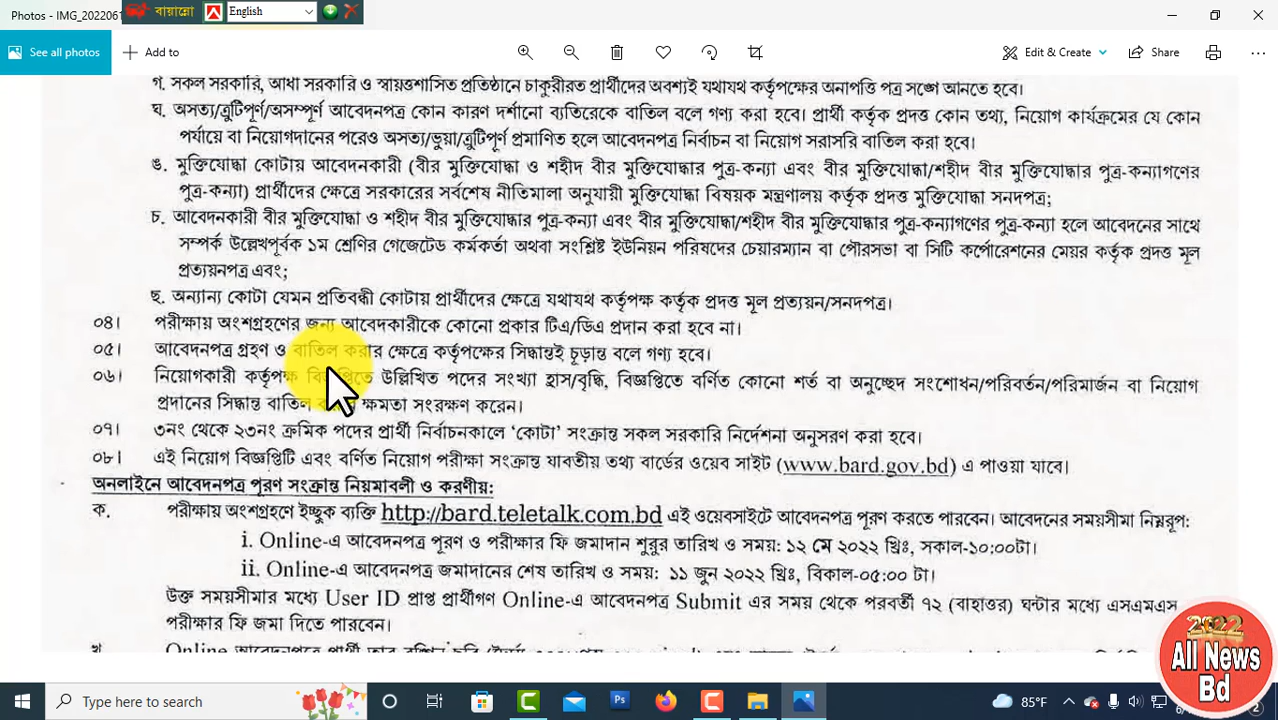 Photos - IMG_202206
বায়ান্নো
English
See all photos
Add to
Edit & Create
Share
গ. সকল সরকারি, আধা সরকারি ও স্বায়ত্তশাসিত প্রতিষ্ঠানে চাকুরীরত প্রার্থীদের অবশ্যই যথাযথ কর্তৃপক্ষের অনাপত্তি পত্র সঙ্গে আনতে হবে।
ঘ. অসত্য/ত্রুটিপূর্ণ/অসম্পূর্ণ আবেদনপত্র কোন কারণ দর্শানো ব্যতিরেকে বাতিল বলে গণ্য করা হবে। প্রার্থী কর্তৃক প্রদত্ত কোন তথ্য, নিয়োগ কার্যক্রমের যে কোন
পর্যায়ে বা নিয়োগদানের পরেও অসত্য/ভুয়া/ত্রুটিপূর্ণ প্রমাণিত হলে আবেদনপত্র নির্বাচন বা নিয়োগ সরাসরি বাতিল করা হবে।
ঙ. মুক্তিযোদ্ধা কোটায় আবেদনকারী (বীর মুক্তিযোদ্ধা ও শহীদ বীর মুক্তিযোদ্ধার পুত্র-কন্যা এবং বীর মুক্তিযোদ্ধা/শহীদ বীর মুক্তিযোদ্ধার পুত্র-কন্যাগণের
পুত্র-কন্যা) প্রার্থীদের ক্ষেত্রে সরকারের সর্বশেষ নীতিমালা অনুযায়ী মুক্তিযোদ্ধা বিষয়ক মন্ত্রণালয় কর্তৃক প্রদত্ত মুক্তিযোদ্ধা সনদপত্র;
চ. আবেদনকারী বীর মুক্তিযোদ্ধা ও শহীদ বীর মুক্তিযোদ্ধার পুত্র-কন্যা এবং বীর মুক্তিযোদ্ধা/শহীদ বীর মুক্তিযোদ্ধার পুত্র-কন্যাগণের পুত্র-কন্যা হলে আবেদনের সাথে
সম্পর্ক উল্লেখপূর্বক ১ম শ্রেণির গেজেটেড কর্মকর্তা অথবা সংশ্লিষ্ট ইউনিয়ন পরিষদের চেয়ারম্যান বা পৌরসভা বা সিটি কর্পোরেশনের মেয়র কর্তৃক প্রদত্ত মূল
প্রত্যয়নপত্র এবং;
ছ. অন্যান্য কোটা যেমন প্রতিবন্ধী কোটায় প্রার্থীদের ক্ষেত্রে যথাযথ কর্তৃপক্ষ কর্তৃক প্রদত্ত মূল প্রত্যয়ন/সনদপত্র।
০৪। পরীক্ষায় অংশগ্রহণের জন্য আবেদকারীকে কোনো প্রকার টিএ/ডিএ প্রদান করা হবে না।
০৫। আবেদনপত্র গ্রহণ ও বাতিল করার ক্ষেত্রে কর্তৃপক্ষের সিদ্ধান্তই চূড়ান্ত বলে গণ্য হবে।
০৬। নিয়োগকারী কর্তৃপক্ষ বিজ্ঞপ্তিতে উল্লিখিত পদের সংখ্যা হ্রাস/বৃদ্ধি, বিজ্ঞপ্তিতে বর্ণিত কোনো শর্ত বা অনুচ্ছেদ সংশোধন/পরিবর্তন/পরিমার্জন বা নিয়োগ
প্রদানের সিদ্ধান্ত বাতিল ক্ষমতা সংরক্ষণ করেন।
০৭। ৩নং থেকে ২৩নং ক্রমিক পদের প্রার্থী নির্বাচনকালে 'কোটা' সংক্রান্ত সকল সরকারি নির্দেশনা অনুসরণ করা হবে।
০৮। এই নিয়োগ বিজ্ঞপ্তিটি এবং বর্ণিত নিয়োগ পরীক্ষা সংক্রান্ত যাবতীয় তথ্য বার্ডের ওয়েব সাইট (www.bard.gov.bd) এ পাওয়া যাবে।
অনলাইনে আবেদনপত্র পূরণ সংক্রান্ত নিয়মাবলী ও করণীয়:
ক. পরীক্ষায় অংশগ্রহণে ইচ্ছুক ব্যক্তি http://bard.teletalk.com.bd এই ওয়েবসাইটে আবেদনপত্র পূরণ করতে পারবেন। আবেদনের সময়সীমা নিম্নরূপ:
i. Online-এ আবেদনপত্র পূরণ ও পরীক্ষার ফি জমাদান শুরুর তারিখ ও সময়: ১২ মে ২০২২ খ্রিঃ, সকাল-১০:০০টা।
ii. Online-এ আবেদনপত্র জমাদানের শেষ তারিখ ও সময়: ১১ জুন ২০২২ খ্রিঃ, বিকাল-০৫:০০ টা।
উক্ত সময়সীমার মধ্যে User ID প্রাপ্ত প্রার্থীগণ Online-এ আবেদনপত্র Submit এর সময় থেকে পরবর্তী ৭২ (বাহাত্তর) ঘন্টার মধ্যে এসএমএস
পরীক্ষার ফি জমা দিতে পারবেন।
খ. Online আবেদনপত্রে প্রার্থী তার
2022
All News
Bd
Type here to search
85°F